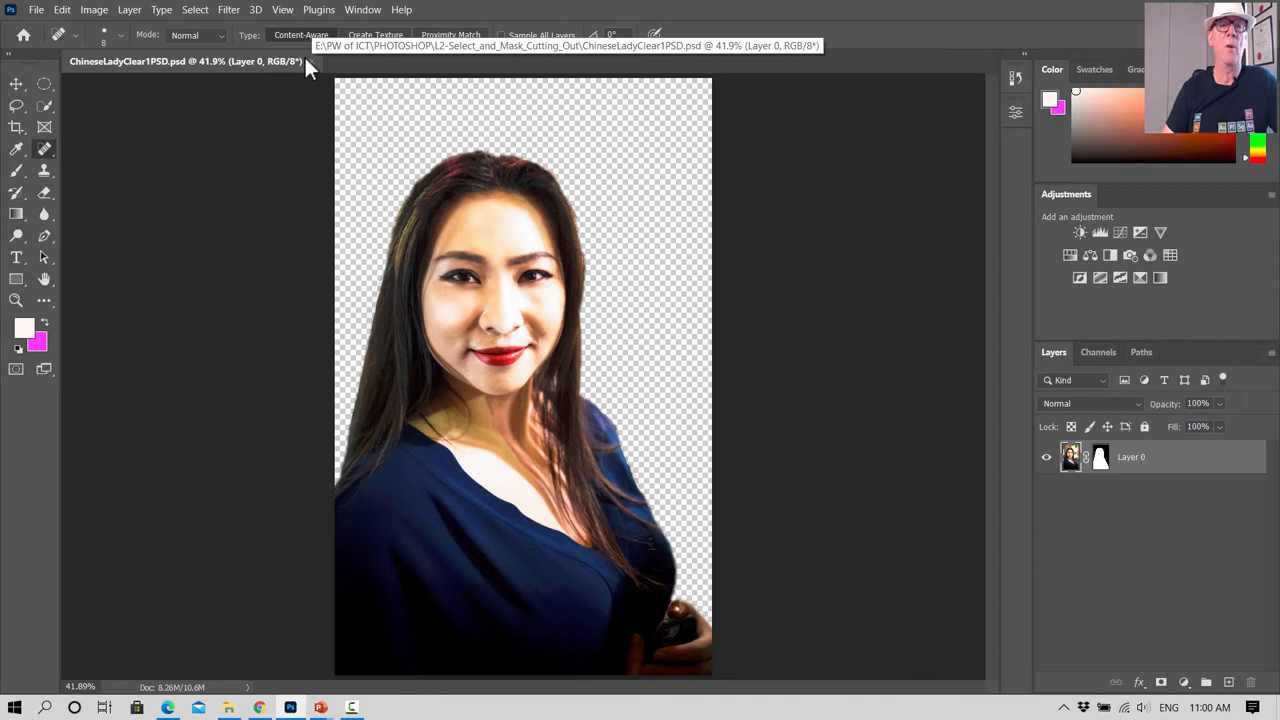 File Edit Image Layer Type Select Filter 3D View Plugins Window Help
8 Mode: Normal Type: Content-Aware Create Texture Proximity Match Sample All Layers 0°
E:\PW of ICT\PHOTOSHOP\L2-Select_and_Mask_Cutting_Out\ChineseLadyClear1PSD.psd @ 41.9% (Layer 0, RGB/8*)
ChineseLadyClear1PSD.psd @ 41.9% (Layer 0, RGB/8*)
Color Swatches Grad
Adjustments
Add an adjustment
Layers Channels Paths
Kind
Normal Opacity: 100%
Lock: Fill: 100%
Layer 0
41.89% Doc: 8.26M/10.6M
11:00 AM